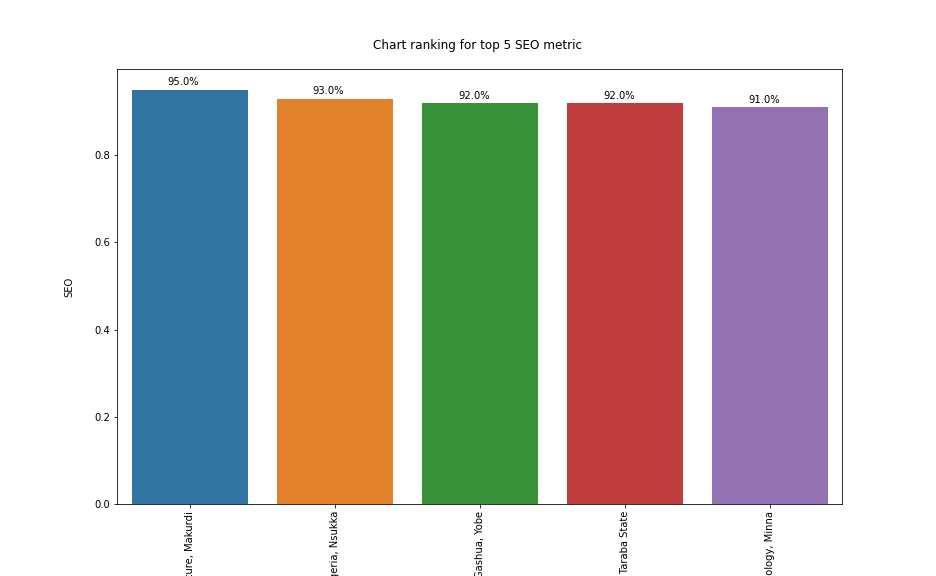 Chart ranking for top 5 SEO metric
95.0%
93.0%
92.0%
92.0%
91.0%
0.8
0.6
0.4
0.2
0.0
SEO
ture, Makurdi
geria, Nsukka
Gashua, Yobe
Taraba State
ology, Minna